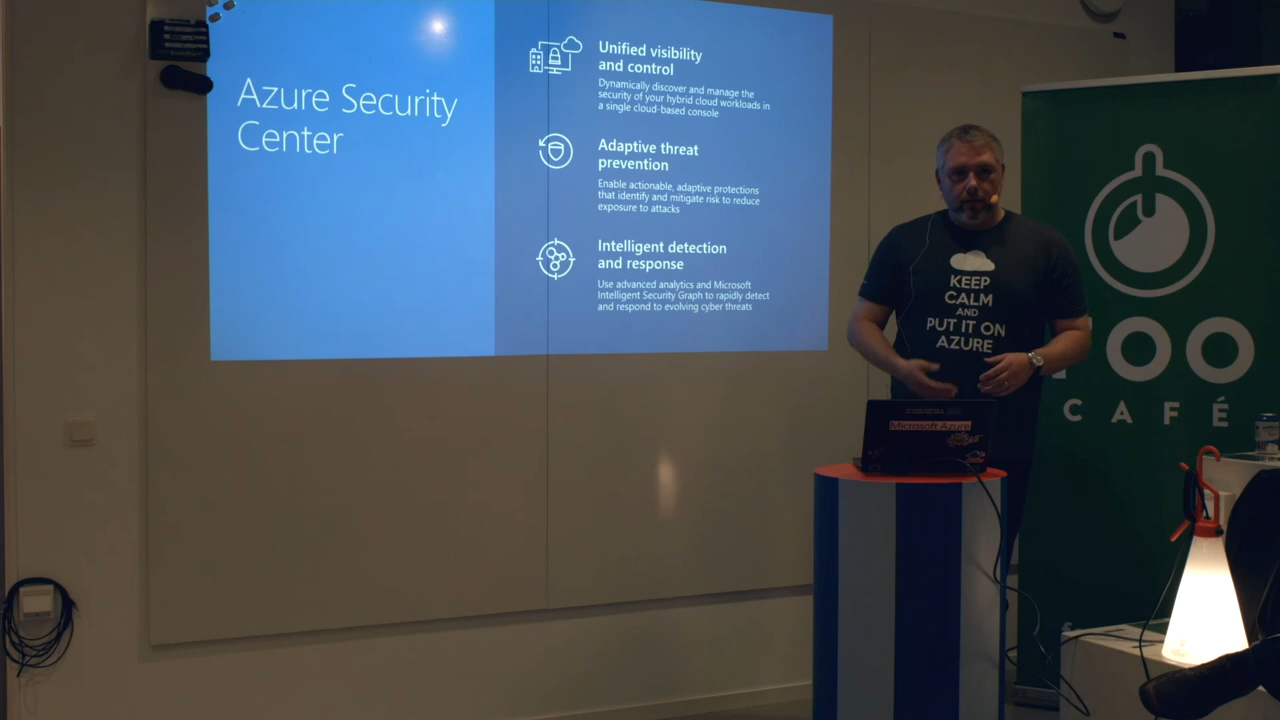 Azure Security
Center
Unified visibility
and control
Dynamically discover and manage the
security of your hybrid cloud workloads in
a single cloud-based console
Adaptive threat
prevention
Enable actionable, adaptive protections
that identify and mitigate risk to reduce
exposure to attacks
Intelligent detection
and response
Use advanced analytics and Microsoft
Intelligent Security Graph to rapidly detect
and respond to evolving cyber threats
KEEP
CALM
AND
PUT IT ON
AZURE
Microsoft Azure
OO
CAFÉ